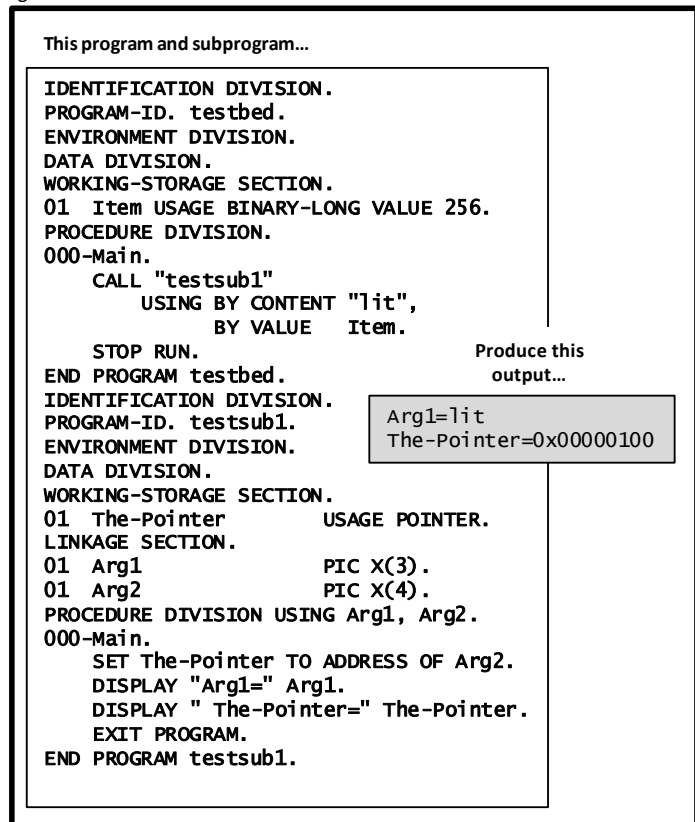 This program and subprogram…
IDENTIFICATION DIVISION.
PROGRAM-ID. testbed.
ENVIRONMENT DIVISION.
DATA DIVISION.
WORKING-STORAGE SECTION.
01  Item USAGE BINARY-LONG VALUE 256.
PROCEDURE DIVISION.
000-Main.
    CALL "testsub1"
        USING BY CONTENT "lit",
              BY VALUE   Item.
    STOP RUN.
END PROGRAM testbed.
IDENTIFICATION DIVISION.
PROGRAM-ID. testsub1.
ENVIRONMENT DIVISION.
DATA DIVISION.
WORKING-STORAGE SECTION.
01  The-Pointer         USAGE POINTER.
LINKAGE SECTION.
01  Arg1                PIC X(3).
01  Arg2                PIC X(4).
PROCEDURE DIVISION USING Arg1, Arg2.
000-Main.
    SET The-Pointer TO ADDRESS OF Arg2.
    DISPLAY "Arg1=" Arg1.
    DISPLAY " The-Pointer=" The-Pointer.
    EXIT PROGRAM.
END PROGRAM testsub1.
Produce this
output…
Arg1=lit
The-Pointer=0x00000100